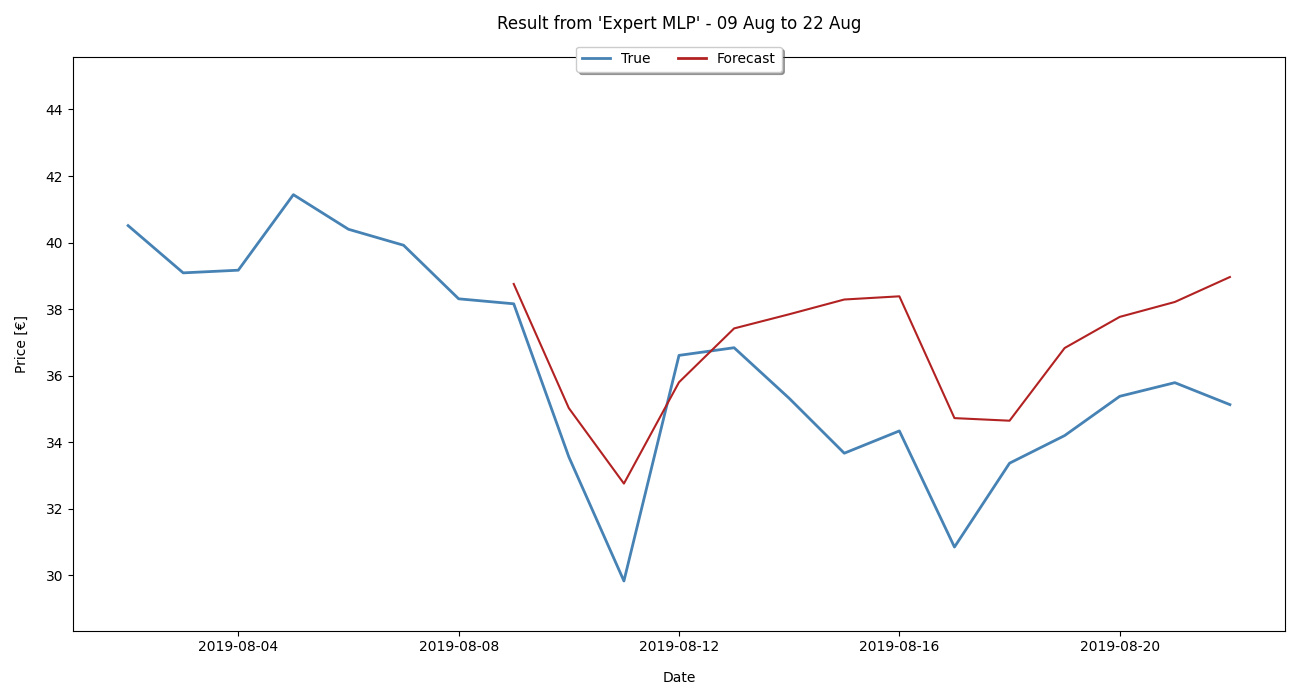 Result from 'Expert MLP' - 09 Aug to 22 Aug
True Forecast
44
42
40
38
36
34
32
30
Price [€]
2019-08-04 2019-08-08 2019-08-12 2019-08-16 2019-08-20
Date